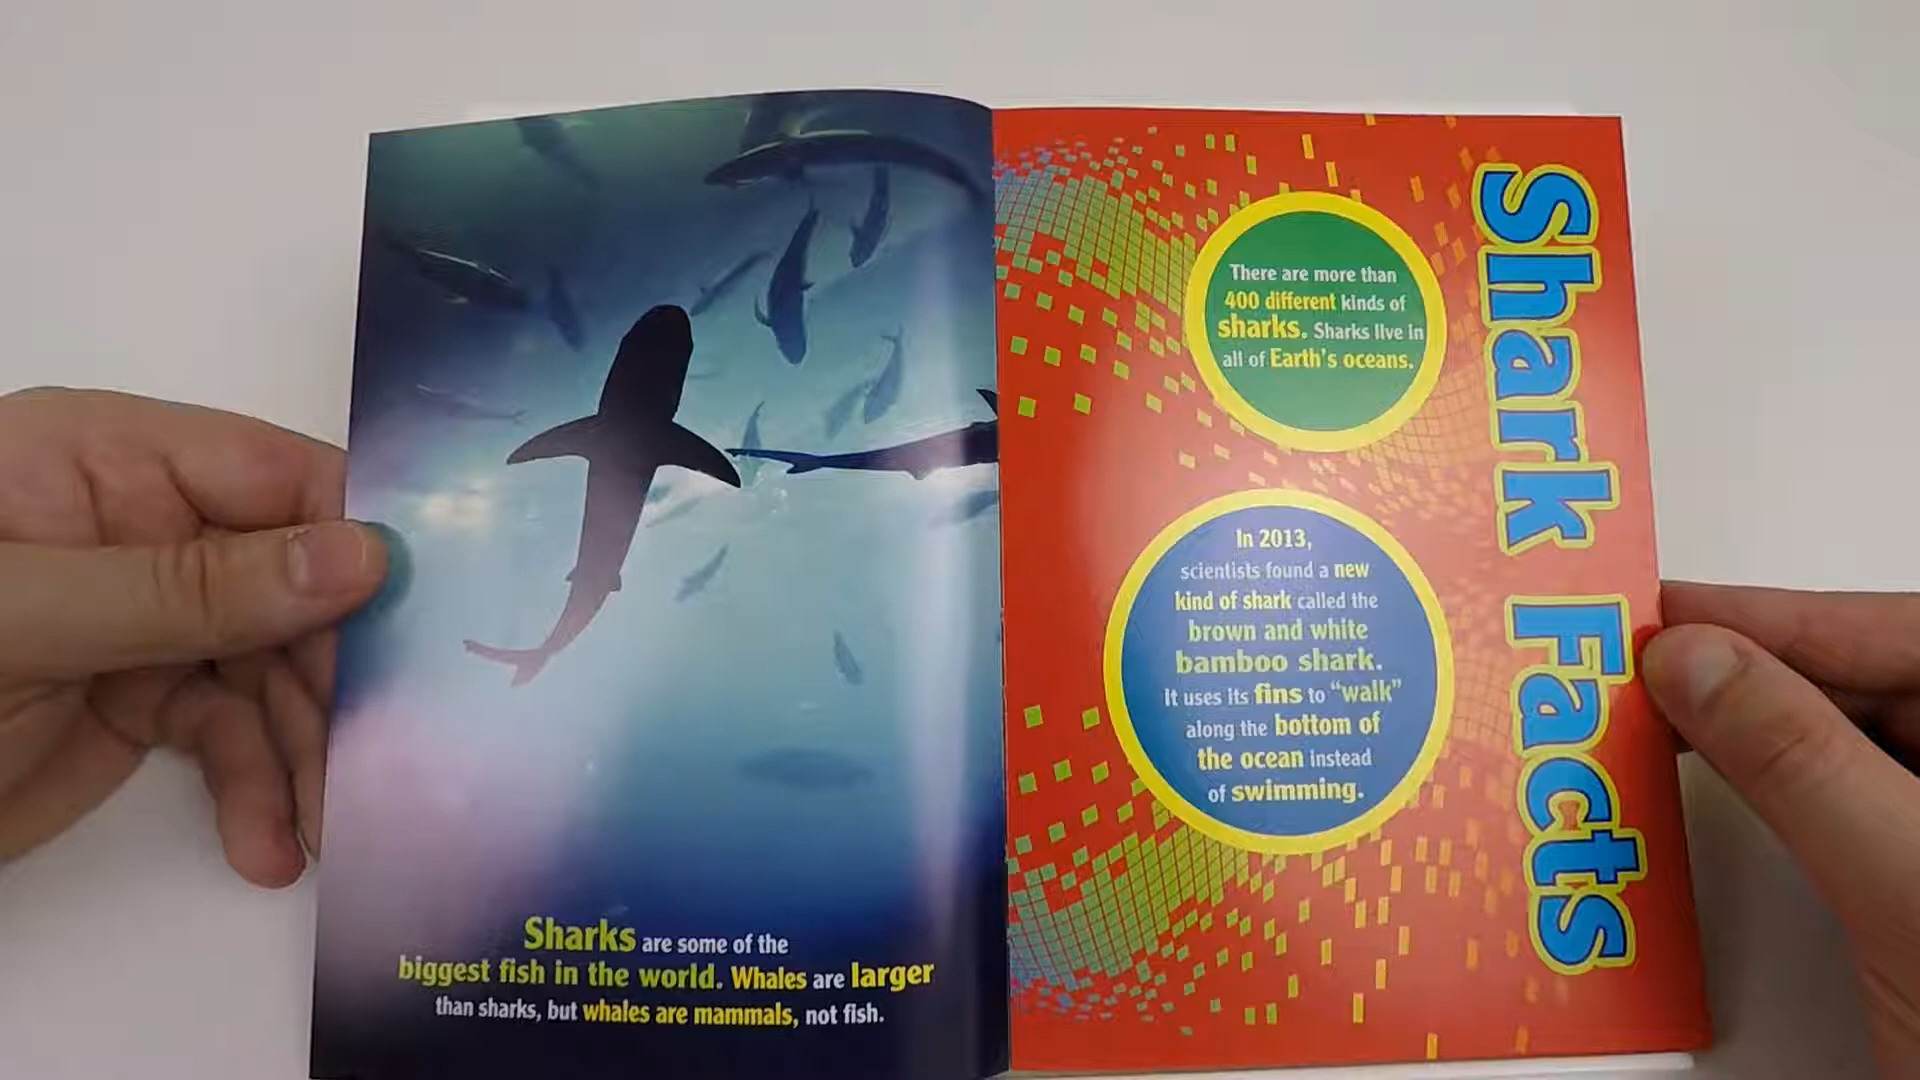 Sharks are some of the
biggest fish in the world. Whales are larger
than sharks, but whales are mammals, not fish.
Shark Facts
There are more than
400 different kinds of
sharks. Sharks live in
all of Earth's oceans.
In 2013,
scientists found a new
kind of shark called the
brown and white
bamboo shark.
It uses its fins to "walk"
along the bottom of
the ocean instead
of swimming.